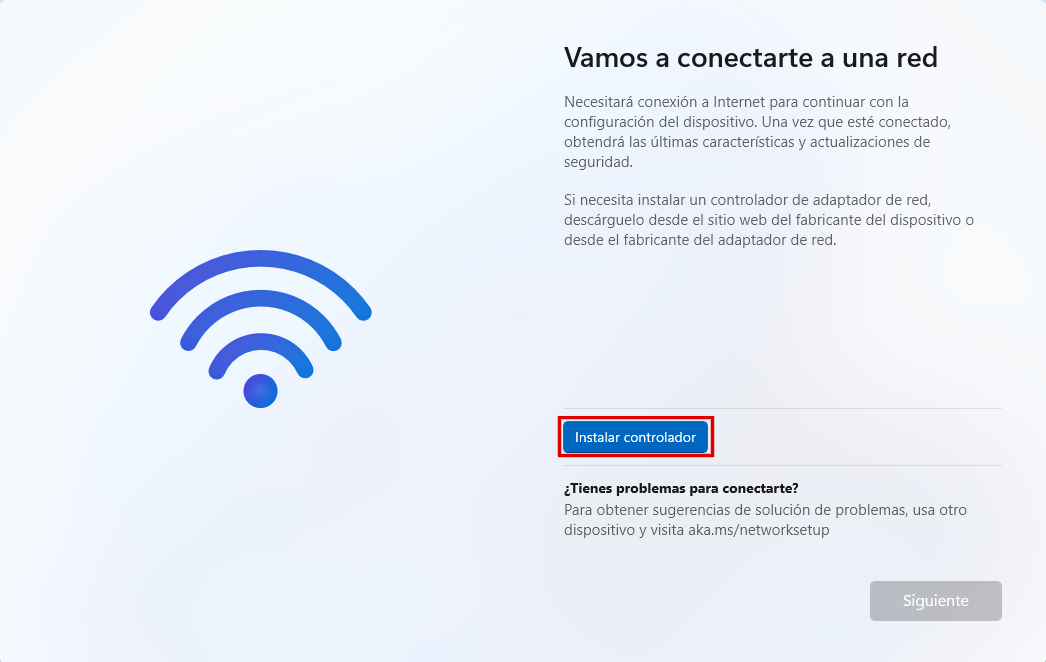 Vamos a conectarte a una red
Necesitará conexión a Internet para continuar con la
configuración del dispositivo. Una vez que esté conectado,
obtendrá las últimas características y actualizaciones de
seguridad.
Si necesita instalar un controlador de adaptador de red,
descárguelo desde el sitio web del fabricante del dispositivo o
desde el fabricante del adaptador de red.
Instalar controlador
¿Tienes problemas para conectarte?
Para obtener sugerencias de solución de problemas, usa otro
dispositivo y visita aka.ms/networksetup
Siguiente